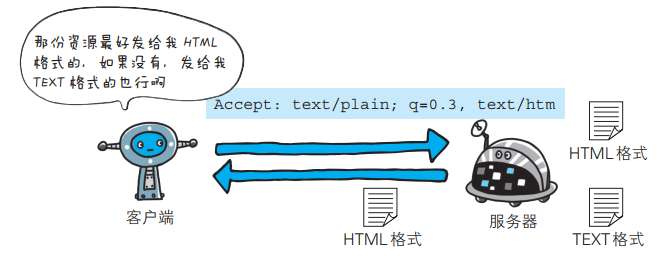 那份资源最好发给我 HTML
格式的, 如果没有, 发给我
TEXT 格式的也行啊
Accept: text/plain; q=0.3, text/htm
HTML 格式
客户端
服务器
HTML 格式
TEXT 格式